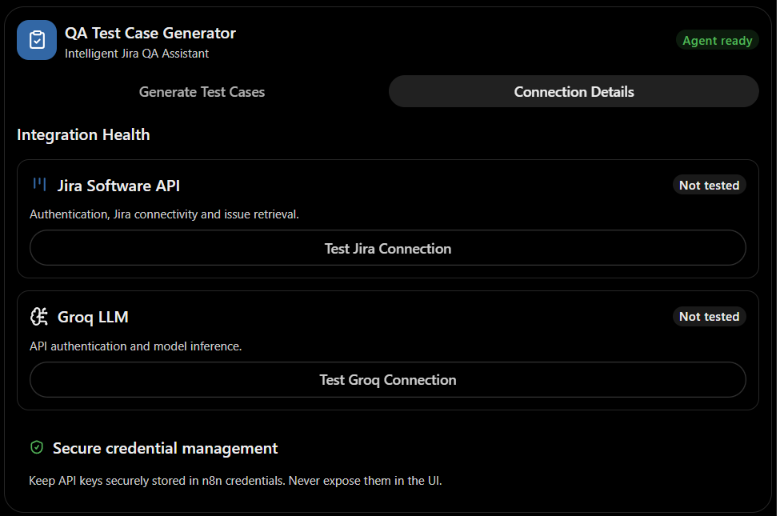 QA Test Case Generator
Intelligent Jira QA Assistant
Agent ready
Generate Test Cases
Connection Details
Integration Health
Jira Software API
Not tested
Authentication, Jira connectivity and issue retrieval.
Test Jira Connection
Groq LLM
Not tested
API authentication and model inference.
Test Groq Connection
Secure credential management
Keep API keys securely stored in n8n credentials. Never expose them in the UI.